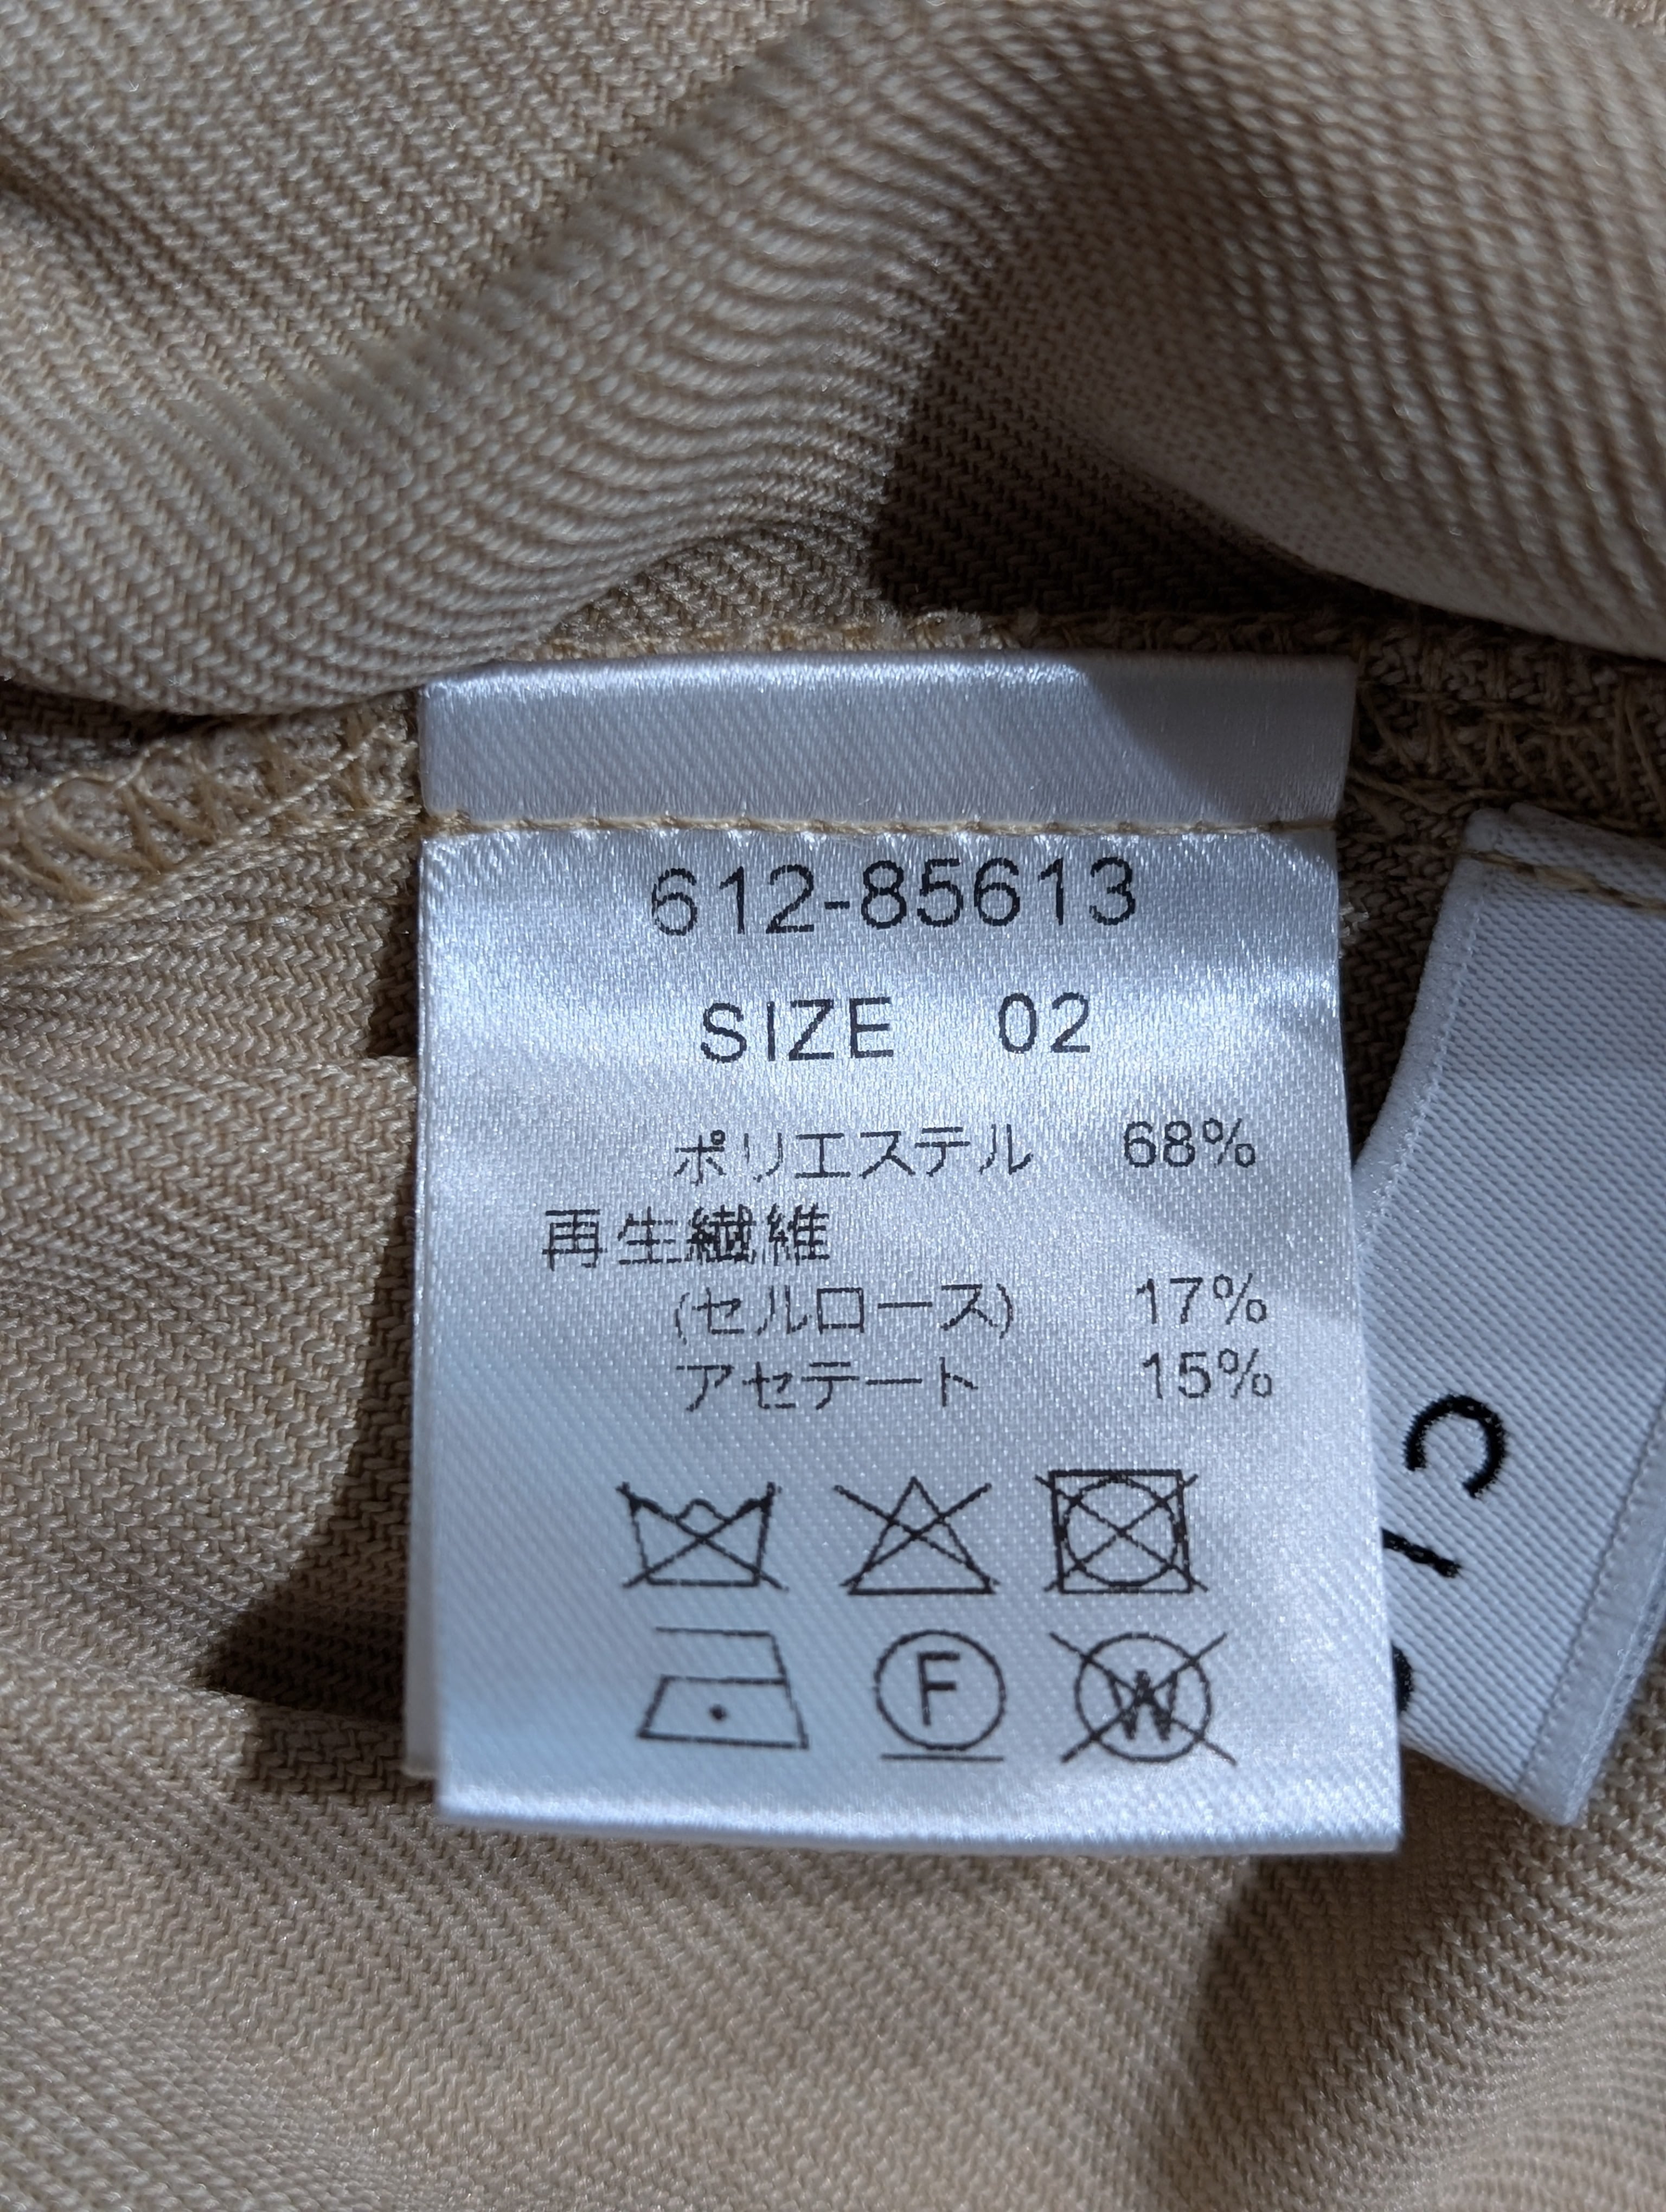 612-85613
SIZE 02
ポリエステル 68%
再生繊維
(セルロース) 17%
アセテート 15%
F W